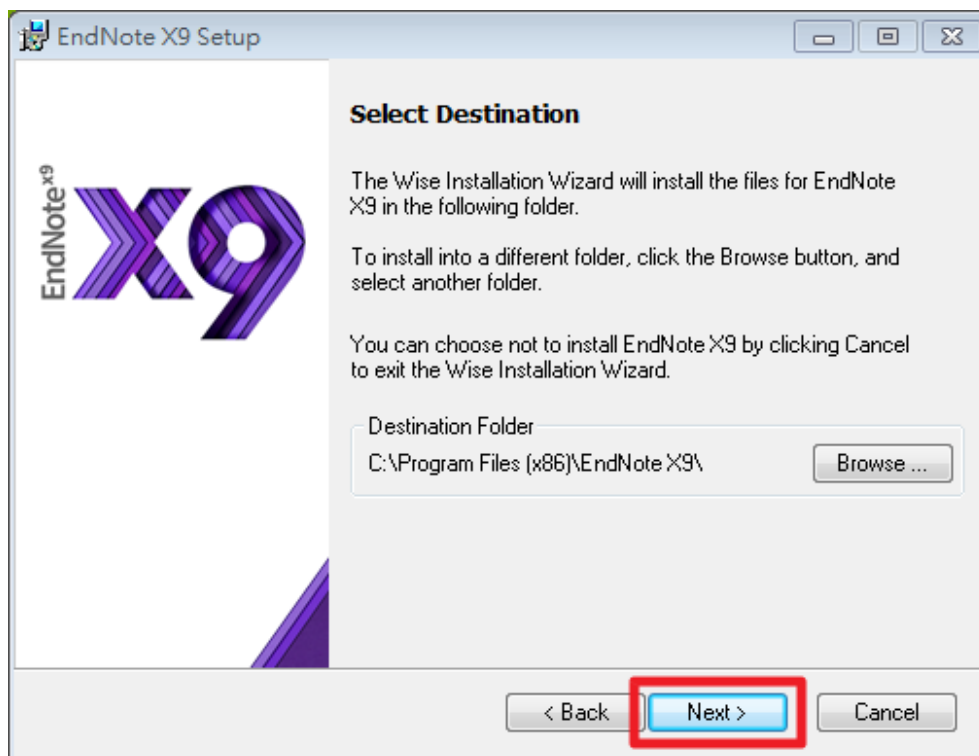 EndNote X9 Setup
EndNote x9
X9
Select Destination
The Wise Installation Wizard will install the files for EndNote
X9 in the following folder.
To install into a different folder, click the Browse button, and
select another folder.
You can choose not to install EndNote X9 by clicking Cancel
to exit the Wise Installation Wizard.
Destination Folder
C:\Program Files (x86)\EndNote X9\
Browse ...
< Back
Next >
Cancel